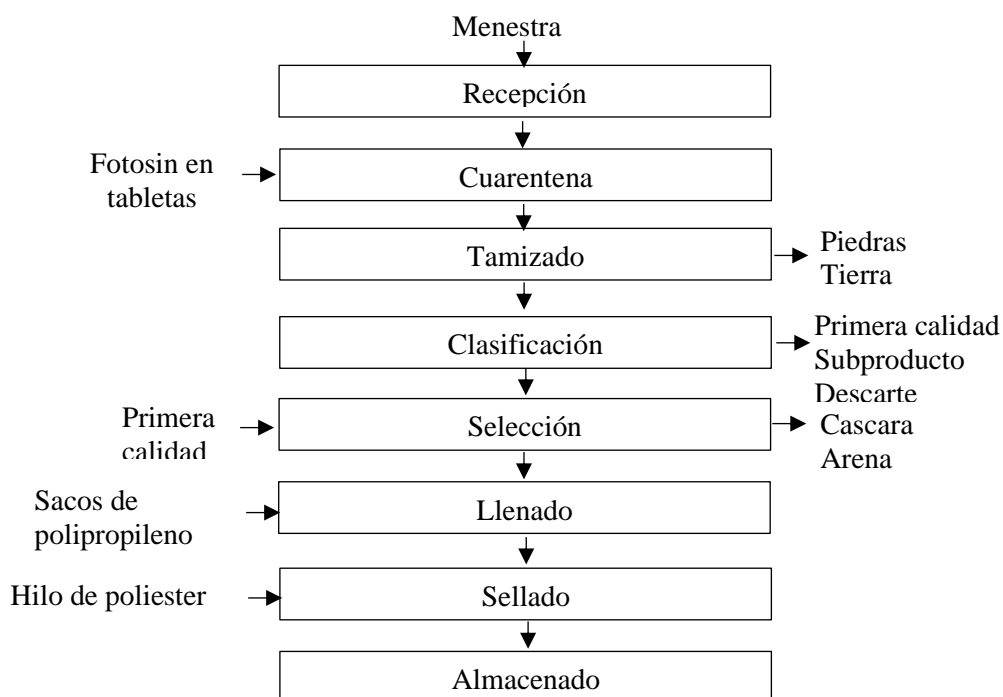 Menestra
Recepción
Fotosin en
tabletas
Cuarentena
Tamizado
Piedras
Tierra
Clasificación
Primera calidad
Subproducto
Descarte
Primera
calidad
Selección
Cascara
Arena
Sacos de
polipropileno
Llenado
Hilo de poliester
Sellado
Almacenado